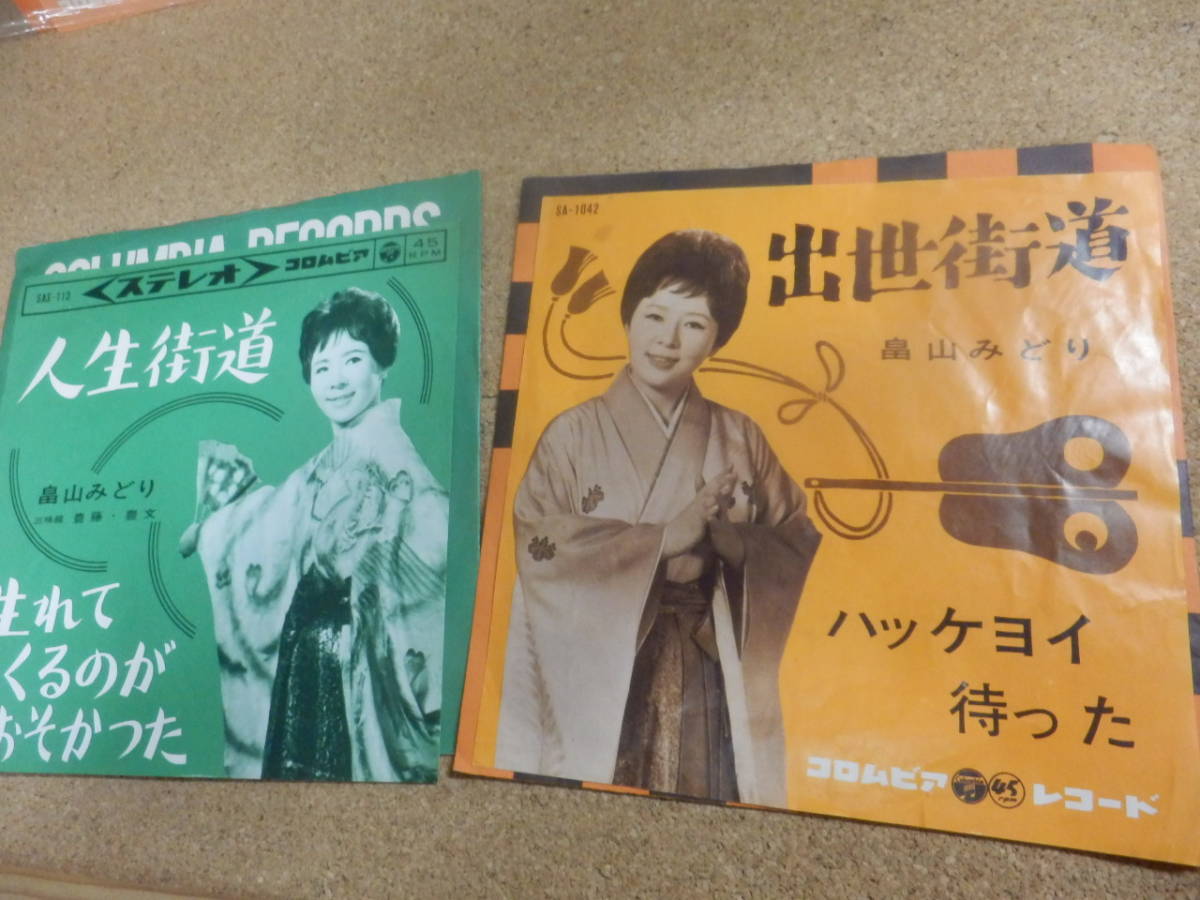 COLUMBIA RECORDS
SAS-113
<ステレオ>
コロムビア
45
RPM
人生街道
畠山みどり
三味線 豊藤・豊文
生れて
くるのが
おそかつた
SA-1042
出世街道
畠山みどり
ハッケヨイ
待った
コロムビア
45
rpm
レコード